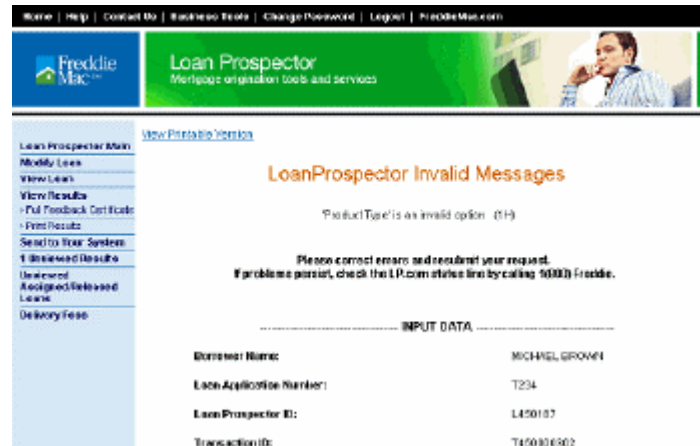 Home | Help | Contact Us | Business Tools | Change Password | Logout | FreddieMac.com
Freddie
Mac
Loan Prospector
Mortgage origination tools and services
View Printable Version
Loan Prospector Main
Modify Loan
View Loan
View Results
Full Feedback Certificate
Print Results
Send to Your System
1 Unviewed Results
Unviewed
Assigned/Released
Loans
Delivery Fees
LoanProspector Invalid Messages
'Product Type' is an invalid option (1H)
Please correct errors and resubmit your request.
If problems persist, check the LP.com status line by calling 1(800) Freddie.
INPUT DATA
Borrower Name: MICHAEL BROWN
Loan Application Number: T234
Loan Prospector ID: L450187
Transaction ID: